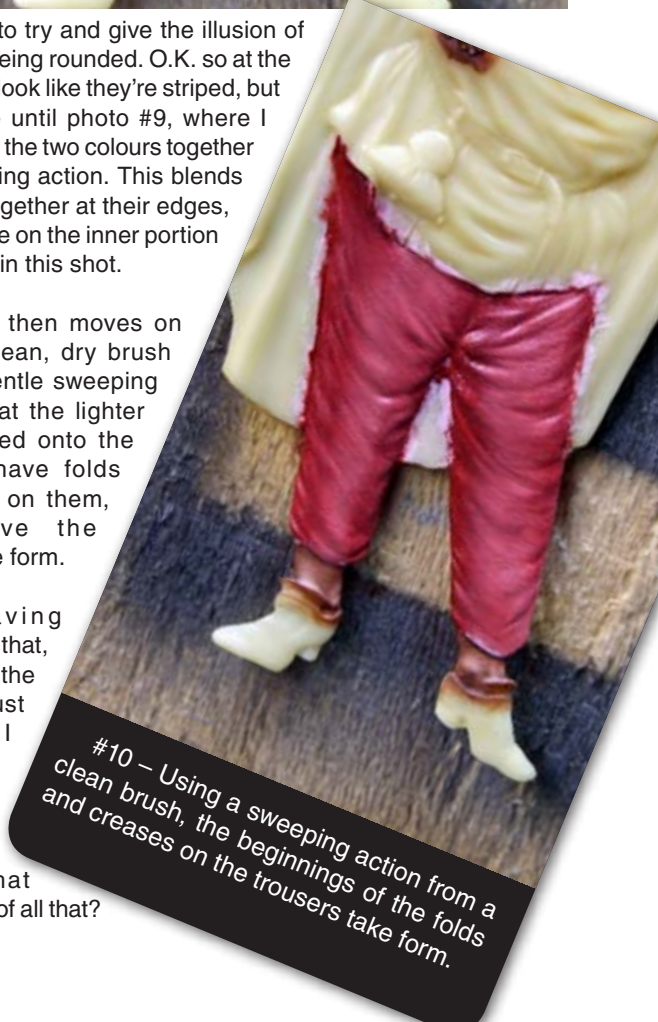 to try and give the illusion of
eing rounded. O.K. so at the
look like they're striped, but
until photo #9, where I
the two colours together
ing action. This blends
gether at their edges,
e on the inner portion
in this shot.
then moves on
ean, dry brush
entle sweeping
at the lighter
ed onto the
have folds
on them,
ve the
e form.
ving
that,
the
ust
I
hat
of all that?
#10 – Using a sweeping action from a
clean brush, the beginnings of the folds
and creases on the trousers take form.